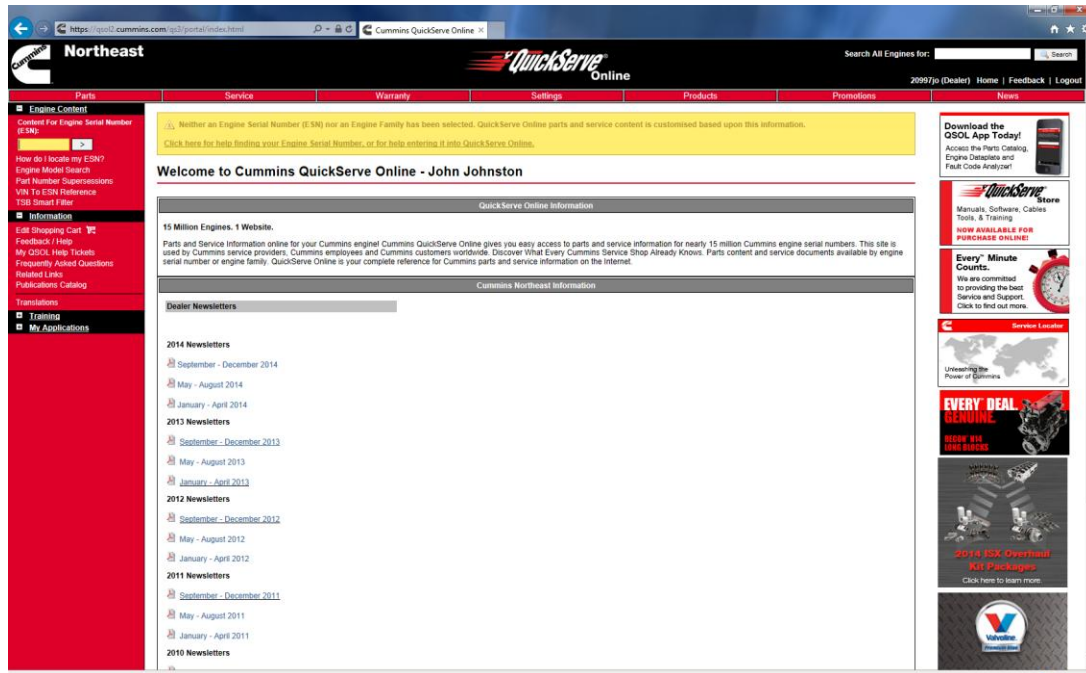 https://qsol2.cummins.com/qs3/portal/index.html
Cummins QuickServe Online
Cummins
Northeast
QuickServe®
Online
Search All Engines for:
Search
20997jo (Dealer) Home | Feedback | Logout
Parts
Service
Warranty
Settings
Products
Promotions
News
Engine Content
Content For Engine Serial Number
(ESN):
>
How do I locate my ESN?
Engine Model Search
Part Number Supersessions
VIN To ESN Reference
TSB Smart Filter
Information
Edit Shopping Cart
Feedback / Help
My QSOL Help Tickets
Frequently Asked Questions
Related Links
Publications Catalog
Translations
Training
My Applications
Neither an Engine Serial Number (ESN) nor an Engine Family has been selected. QuickServe Online parts and service content is customised based upon this information.
Click here for help finding your Engine Serial Number, or for help entering it into QuickServe Online.
Welcome to Cummins QuickServe Online - John Johnston
QuickServe Online Information
15 Million Engines. 1 Website.
Parts and Service Information online for your Cummins engine! Cummins QuickServe Online gives you easy access to parts and service information for nearly 15 million Cummins engine serial numbers. This site is
used by Cummins service providers, Cummins employees and Cummins customers worldwide. Discover What Every Cummins Service Shop Already Knows. Parts content and service documents available by engine
serial number or engine family. QuickServe Online is your complete reference for Cummins parts and service information on the Internet.
Cummins Northeast Information
Dealer Newsletters
2014 Newsletters
September - December 2014
May - August 2014
January - April 2014
2013 Newsletters
September - December 2013
May - August 2013
January - April 2013
2012 Newsletters
September - December 2012
May - August 2012
January - April 2012
2011 Newsletters
September - December 2011
May - August 2011
January - April 2011
2010 Newsletters
Download the
QSOL App Today!
Access the Parts Catalog,
Engine Dataplate and
Fault Code Analyzer!
QuickServe®
Store
Manuals, Software, Cables
Tools, & Training
NOW AVAILABLE FOR
PURCHASE ONLINE!
Every™ Minute
Counts.
We are committed
to providing the best
Service and Support.
Click to find out more.
Service Locator
Unleashing the
Power of Cummins
EVERY™ DEAL.
GENUINE.
RECON® N14
LONG BLOCKS
2014 ISX Overhaul
Kit Packages
Click here to learn more.
Valvoline